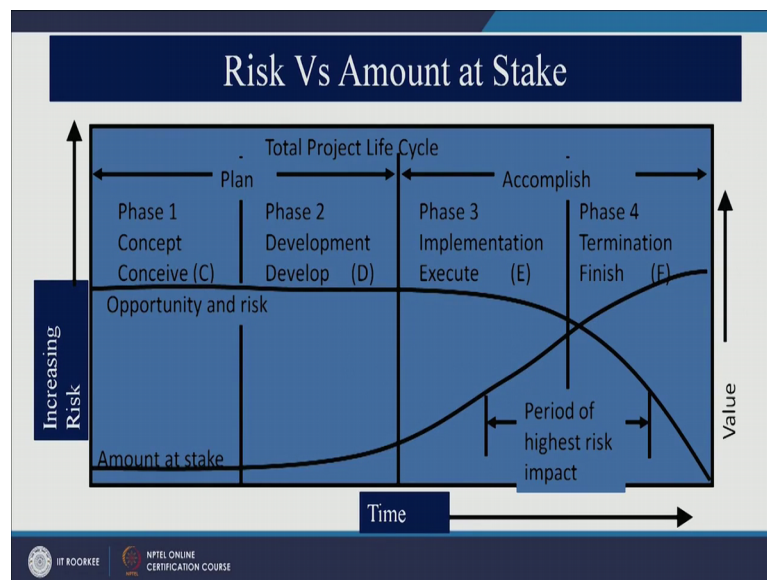 Risk Vs Amount at Stake
Total Project Life Cycle
Plan
Accomplish
Phase 1
Concept
Conceive (C)
Phase 2
Development
Develop (D)
Phase 3
Implementation
Execute (E)
Phase 4
Termination
Finish (F)
Opportunity and risk
Increasing
Risk
Value
Amount at stake
Period of
highest risk
impact
Time
IIT ROORKEE
NPTEL ONLINE
CERTIFICATION COURSE
NPTEL